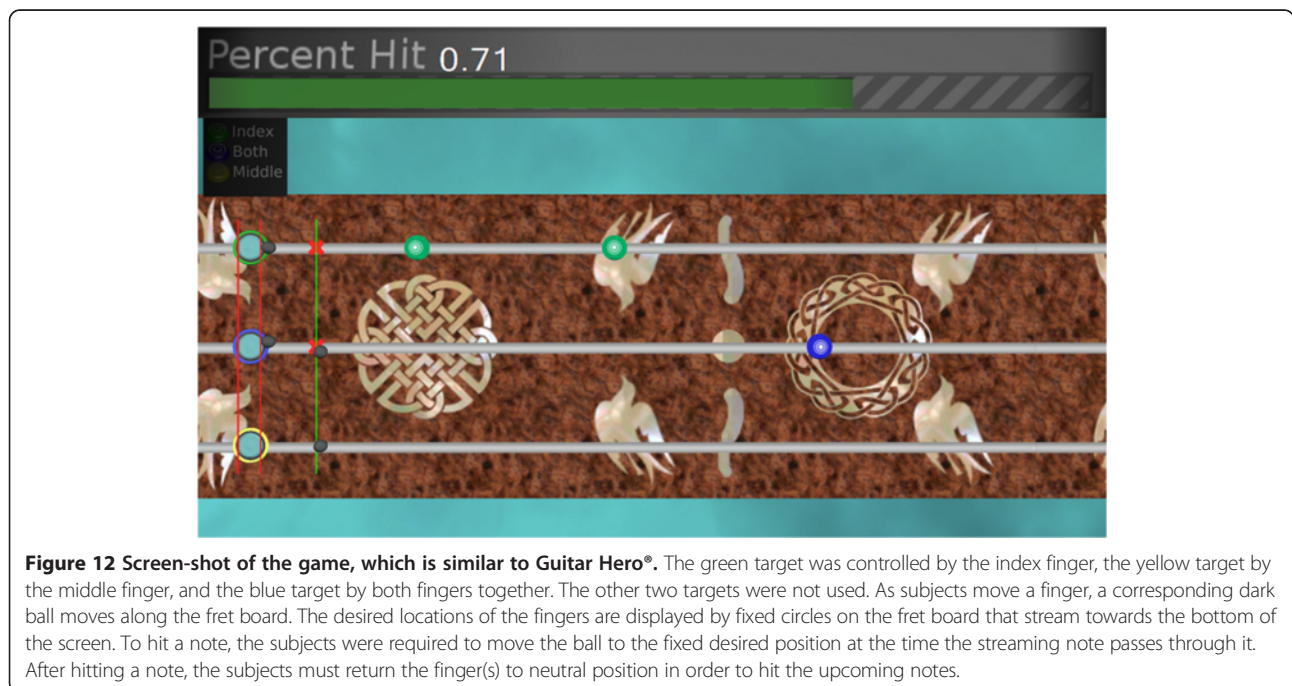 Percent Hit 0.71
Index
Both
Middle
Figure 12 Screen-shot of the game, which is similar to Guitar Hero®. The green target was controlled by the index finger, the yellow target by
the middle finger, and the blue target by both fingers together. The other two targets were not used. As subjects move a finger, a corresponding dark
ball moves along the fret board. The desired locations of the fingers are displayed by fixed circles on the fret board that stream towards the bottom of
the screen. To hit a note, the subjects were required to move the ball to the fixed desired position at the time the streaming note passes through it.
After hitting a note, the subjects must return the finger(s) to neutral position in order to hit the upcoming notes.